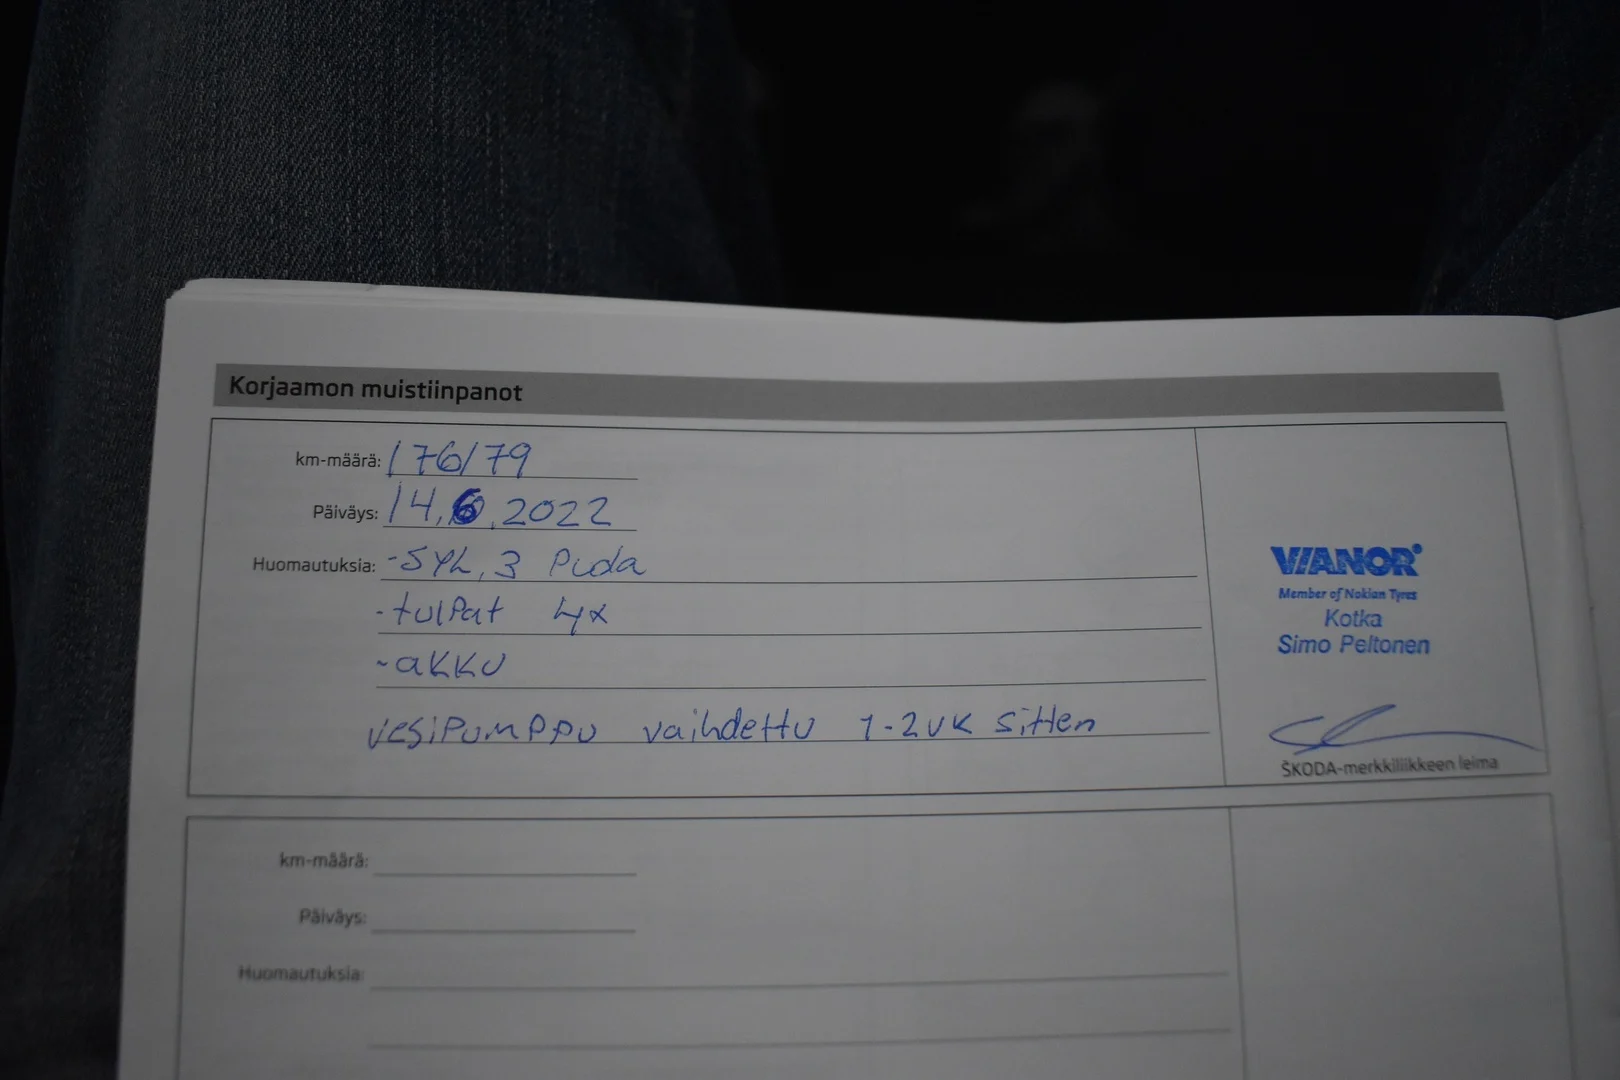 Korjaamon muistiinpanot
km-määrä: 176179
Päiväys: 14.6.2022
Huomautuksia: -SYL, 3 Puda
-tulPat 4x
-akku
vesipumppu vaihdettu 1-2vk sitten
VIANOR
Member of Nokian Tyres
Kotka
Simo Peltonen
ŠKODA-merkkiliikkeen leima
km-määrä:
Päiväys:
Huomautuksia: